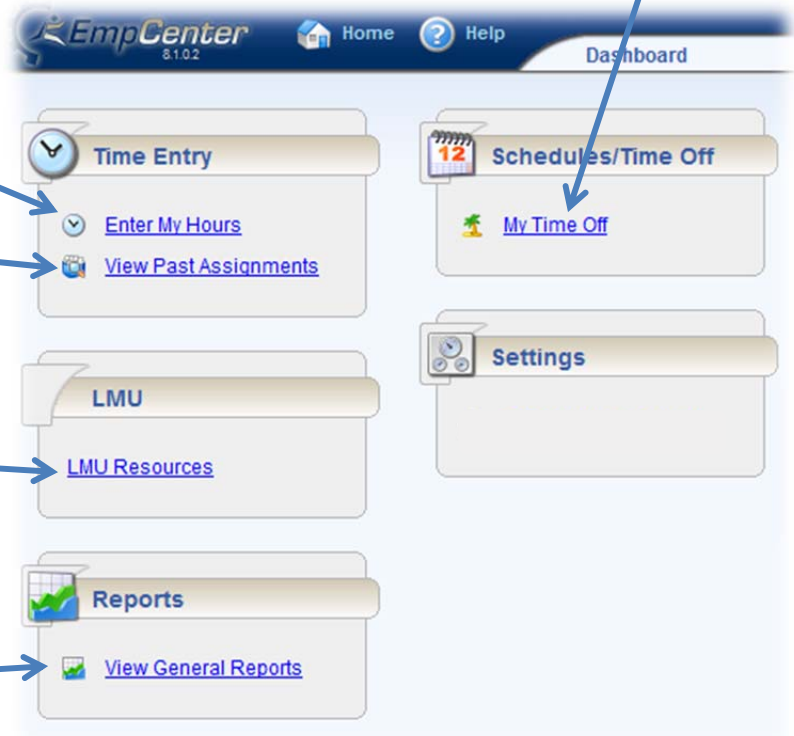 EmpCenter
8.1.0.2
Home
Help
Dashboard
Time Entry
Enter My Hours
View Past Assignments
12
Schedules/Time Off
My Time Off
LMU
LMU Resources
Settings
Reports
View General Reports